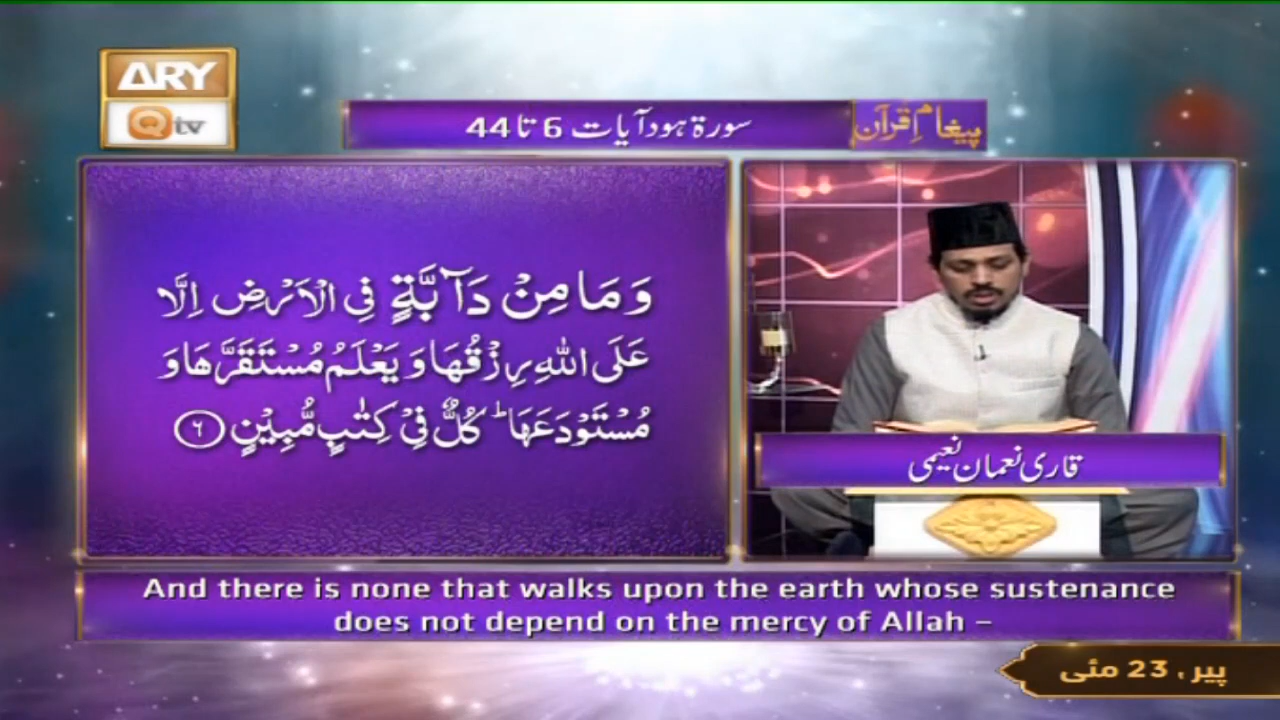 ARY
Qtv
پیغامِ قرآن
سورۃ ہود آیات 6 تا 44
وَ مَا مِنْ دَآبَّةٍ فِی الْاَرْضِ اِلَّا
عَلَی اللّٰهِ رِزْقُهَا وَ یَعْلَمُ مُسْتَقَرَّهَا وَ
مُسْتَوْدَعَهَا ؕ كُلٌّ فِیْ كِتٰبٍ مُّبِیْنٍ ۶
قاری نعمان نعیمی
And there is none that walks upon the earth whose sustenance
does not depend on the mercy of Allah –
پیر، 23 مئی